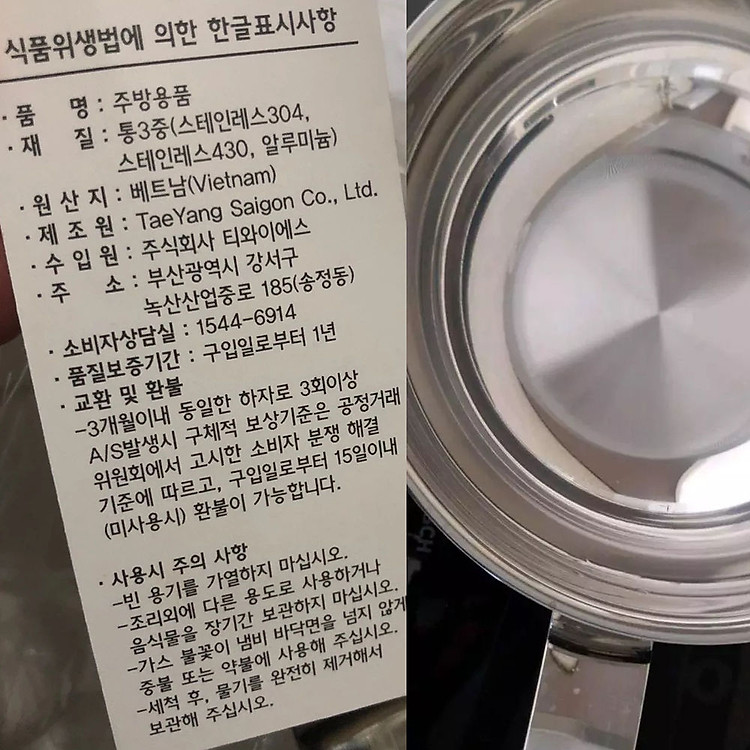 식품위생법에 의한 한글표시사항
· 품 명 : 주방용품
· 재 질 : 통3중(스테인레스304,
스테인레스430, 알루미늄)
· 원 산 지 : 베트남(Vietnam)
· 제 조 원 : TaeYang Saigon Co., Ltd.
· 수 입 원 : 주식회사 티와이에스
· 주 소 : 부산광역시 강서구
녹산산업중로 185(송정동)
· 소비자상담실 : 1544-6914
· 품질보증기간 : 구입일로부터 1년
· 교환 및 환불
-3개월이내 동일한 하자로 3회이상
A/S발생시 구체적 보상기준은 공정거래
위원회에서 고시한 소비자 분쟁 해결
기준에 따르고, 구입일로부터 15일이내
(미사용시) 환불이 가능합니다.
· 사용시 주의 사항
-빈 용기를 가열하지 마십시오.
-조리외에 다른 용도로 사용하거나
음식물을 장기간 보관하지 마십시오.
-가스 불꽃이 냄비 바닥면을 넘지 않게
중불 또는 약불에 사용해 주십시오.
-세척 후, 물기를 완전히 제거해서
보관해 주십시오.